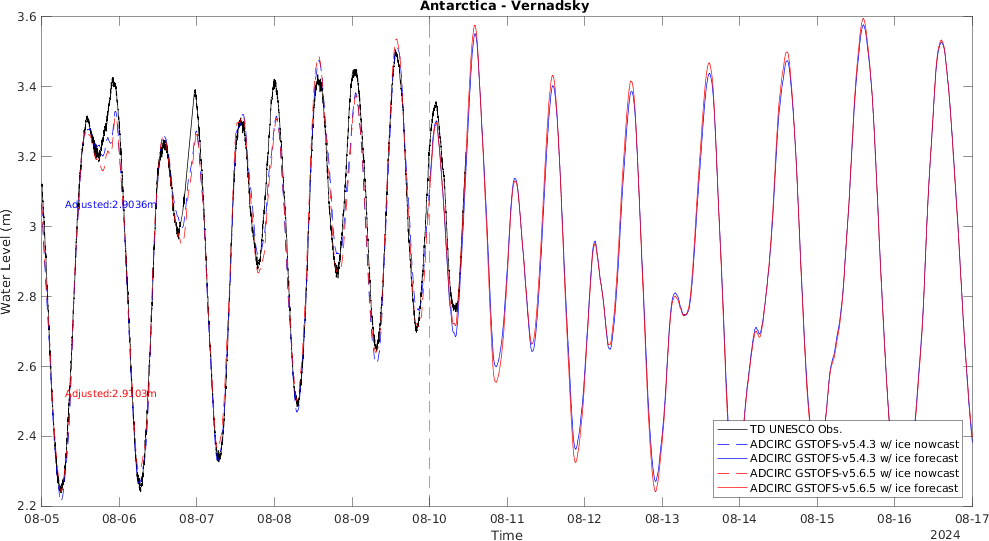 Antarctica - Vernadsky
3.6
3.4
3.2
3
2.8
2.6
2.4
2.2
Water Level (m)
Adjusted:2.9036m
Adjusted:2.9103m
TD UNESCO Obs.
ADCIRC GSTOFS-v5.4.3 w/ ice nowcast
ADCIRC GSTOFS-v5.4.3 w/ ice forecast
ADCIRC GSTOFS-v5.6.5 w/ ice nowcast
ADCIRC GSTOFS-v5.6.5 w/ ice forecast
08-05 08-06 08-07 08-08 08-09 08-10 08-11 08-12 08-13 08-14 08-15 08-16 08-17
Time
2024